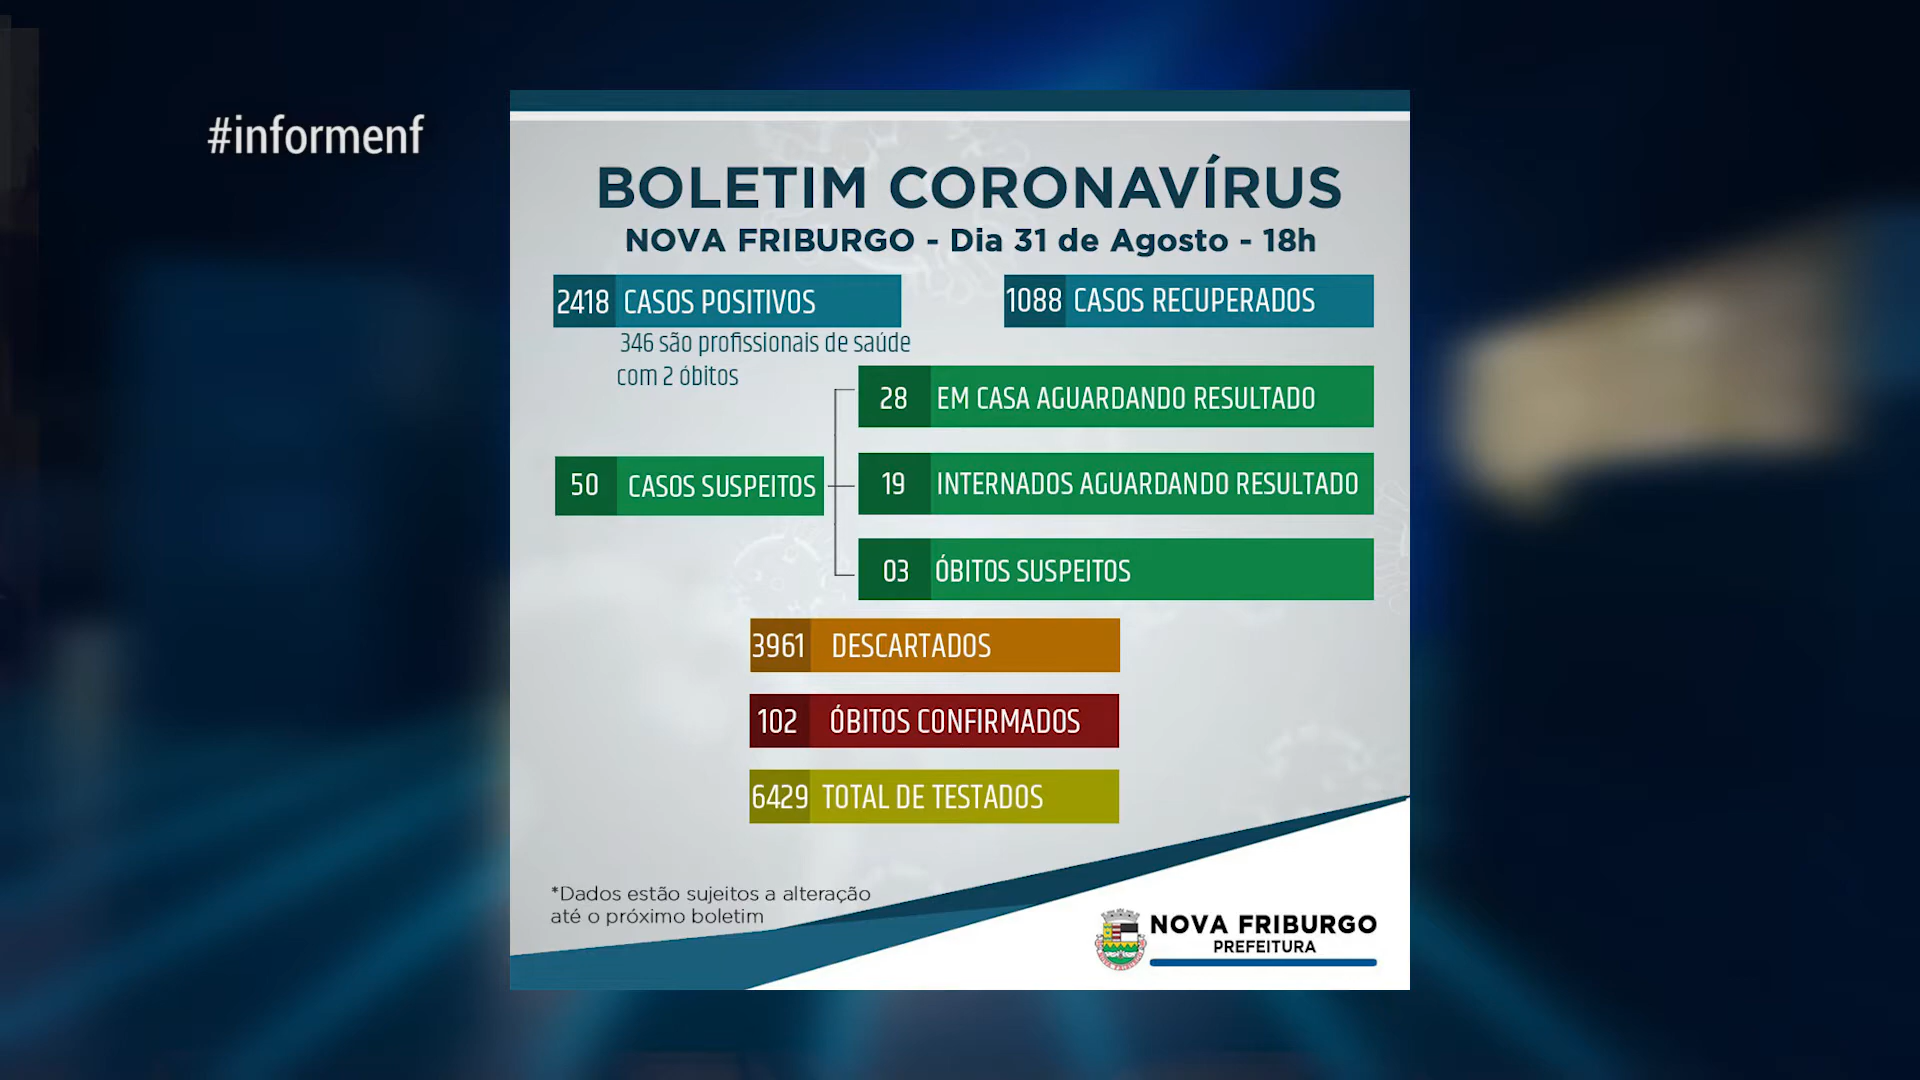 #informenf
BOLETIM CORONAVÍRUS
NOVA FRIBURGO - Dia 31 de Agosto - 18h
2418 CASOS POSITIVOS
346 são profissionais de saúde
com 2 óbitos
1088 CASOS RECUPERADOS
50 CASOS SUSPEITOS
28 EM CASA AGUARDANDO RESULTADO
19 INTERNADOS AGUARDANDO RESULTADO
03 ÓBITOS SUSPEITOS
3961 DESCARTADOS
102 ÓBITOS CONFIRMADOS
6429 TOTAL DE TESTADOS
*Dados estão sujeitos a alteração
até o próximo boletim
NOVA FRIBURGO
PREFEITURA